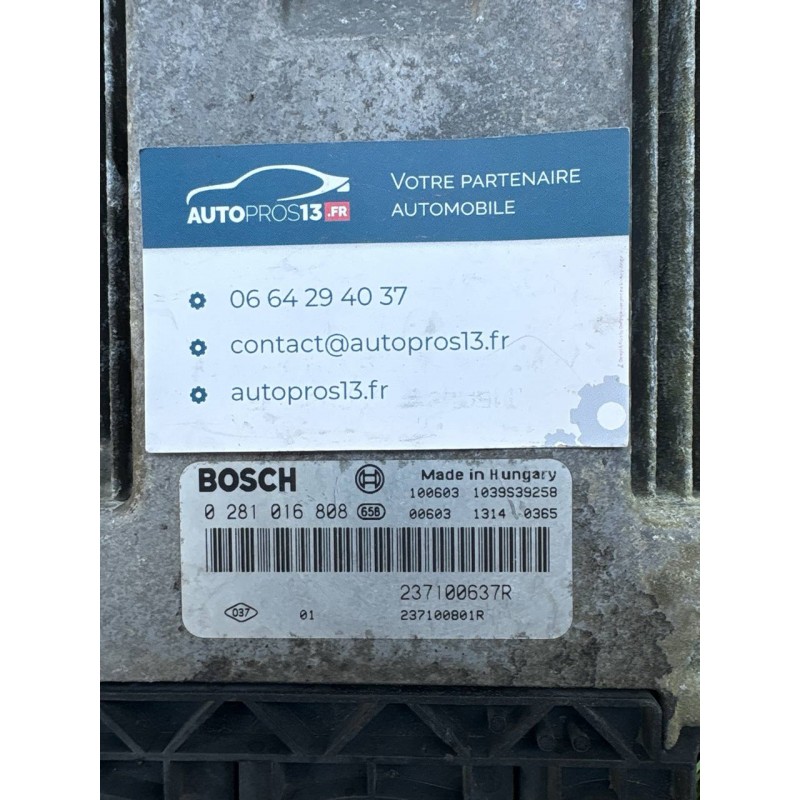 AUTOPROS13.FR
VOTRE PARTENAIRE
AUTOMOBILE
06 64 29 40 37
contact@autopros13.fr
autopros13.fr
BOSCH Made in Hungary
100603 1039S39258
0 281 016 808 658 00603 1314 0365
237100637R
037 01 237100801R